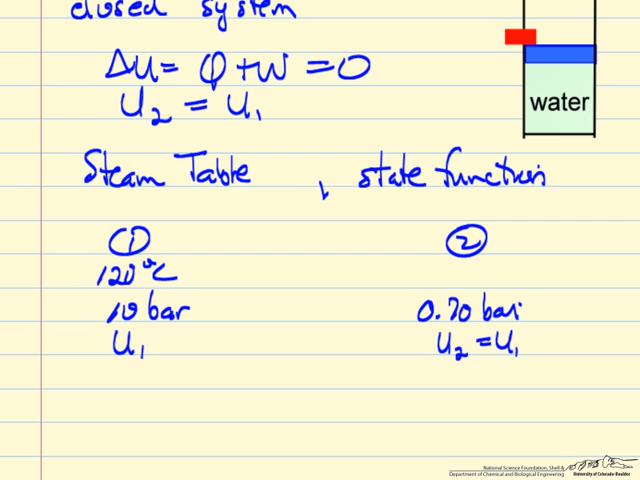 closed system
ΔU = Q + W = 0
U₂ = U₁
water
Steam Table , state function
① ②
120°C
10 bar 0.70 bar
U₁ U₂ = U₁
National Science Foundation, Shell &
Department of Chemical and Biological Engineering University of Colorado Boulder